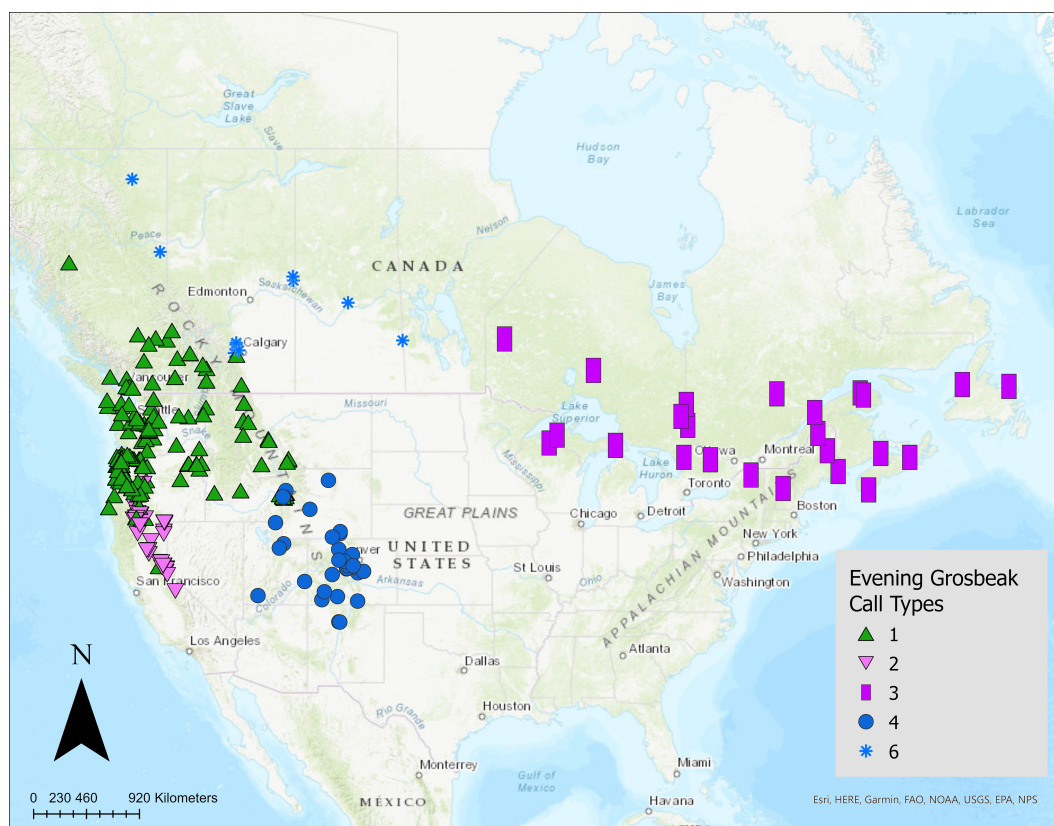 Great
Slave
Lake
Slave
Hudson
Bay
Labrador
Sea
Peace
Nelson
CANADA
ROCKY MOUNTAINS
Edmonton
Saskatchewan
James
Bay
Calgary
Vancouver
Seattle
Missouri
Lake
Superior
Snake
Ottawa
Montreal
Mississippi
Lake
Huron
Toronto
GREAT PLAINS
Chicago
Detroit
Boston
New York
Philadelphia
UNITED
STATES
Denver
St Louis
Ohio
Washington
APPALACHIAN MOUNTAINS
San Francisco
Colorado
Arkansas
Los Angeles
Atlanta
Dallas
Houston
Rio Grande
Monterrey
Gulf of
Mexico
Miami
Havana
MÉXICO
N
0 230 460 920 Kilometers
Evening Grosbeak
Call Types
1
2
3
4
6
Esri, HERE, Garmin, FAO, NOAA, USGS, EPA, NPS